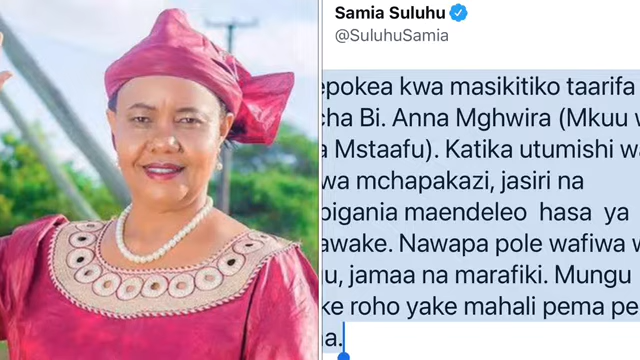 Samia Suluhu
@SuluhuSamia
epokea kwa masikitiko taarifa
cha Bi. Anna Mghwira (Mkuu w
a Mstaafu). Katika utumishi wa
wa mchapakazi, jasiri na
pigania maendeleo hasa ya
awake. Nawapa pole wafiwa w
u, jamaa na marafiki. Mungu
ke roho yake mahali pema pe
a.